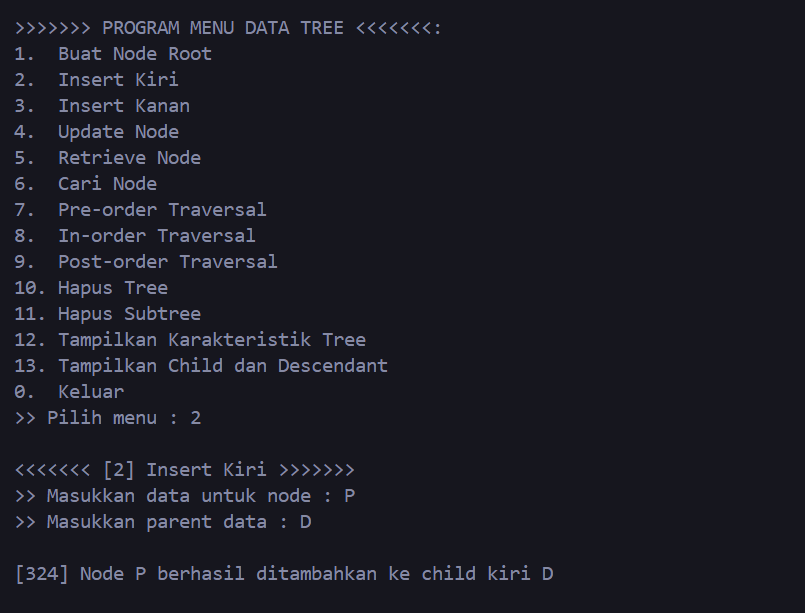 >>>>>>> PROGRAM MENU DATA TREE <<<<<<<:
1.  Buat Node Root
2.  Insert Kiri
3.  Insert Kanan
4.  Update Node
5.  Retrieve Node
6.  Cari Node
7.  Pre-order Traversal
8.  In-order Traversal
9.  Post-order Traversal
10. Hapus Tree
11. Hapus Subtree
12. Tampilkan Karakteristik Tree
13. Tampilkan Child dan Descendant
0.  Keluar
>> Pilih menu : 2
<<<<<<< [2] Insert Kiri >>>>>>>
>> Masukkan data untuk node : P
>> Masukkan parent data : D
[324] Node P berhasil ditambahkan ke child kiri D